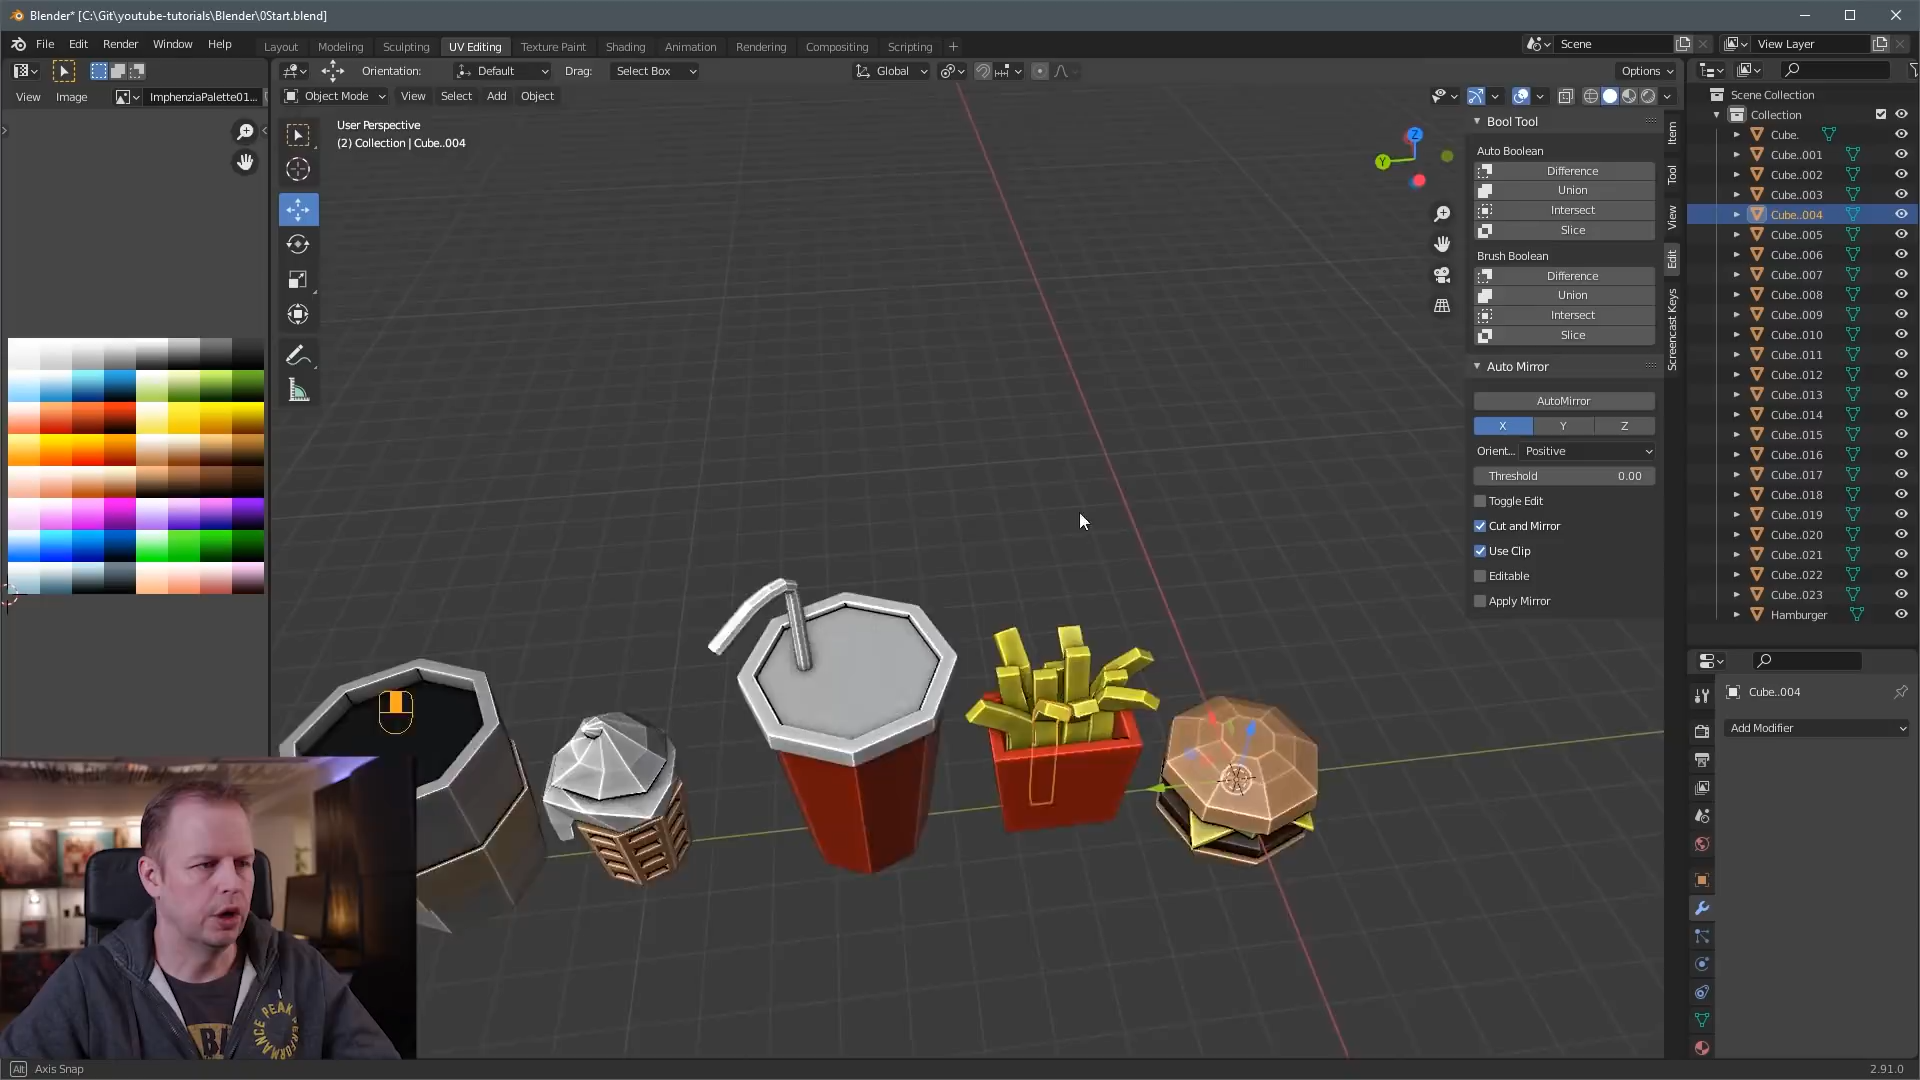 Blender* [C:\Git\youtube-tutorials\Blender\0Start.blend]
File Edit Render Window Help
Layout Modeling Sculpting UV Editing Texture Paint Shading Animation Rendering Compositing Scripting +
Scene
View Layer
Orientation: Default Drag: Select Box
Global
Options
View Image ImphenziaPalette01...
Object Mode View Select Add Object
User Perspective
(2) Collection | Cube..004
Z
Y
Bool Tool
Auto Boolean
Difference
Union
Intersect
Slice
Brush Boolean
Difference
Union
Intersect
Slice
Auto Mirror
AutoMirror
X Y Z
Orient... Positive
Threshold 0.00
Toggle Edit
Cut and Mirror
Use Clip
Editable
Apply Mirror
Item
Tool
View
Edit
Screencast Keys
Scene Collection
Collection
Cube.
Cube..001
Cube..002
Cube..003
Cube..004
Cube..005
Cube..006
Cube..007
Cube..008
Cube..009
Cube..010
Cube..011
Cube..012
Cube..013
Cube..014
Cube..015
Cube..016
Cube..017
Cube..018
Cube..019
Cube..020
Cube..021
Cube..022
Cube..023
Hamburger
Cube..004
Add Modifier
Alt Axis Snap
2.91.0